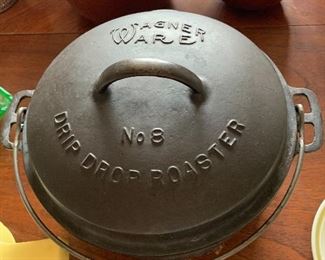 WAGNER
WARE
No 8
DRIP DROP ROASTER